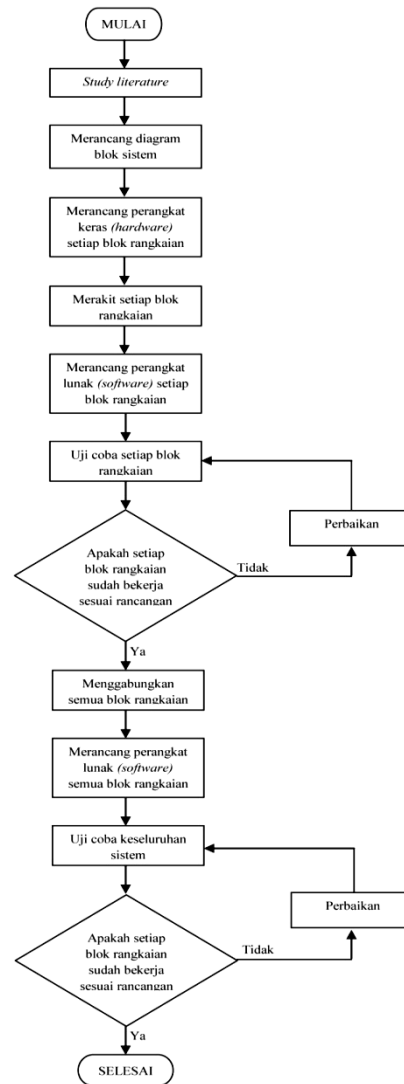 MULAI
Study literature
Merancang diagram
blok sistem
Merancang perangkat
keras (hardware)
setiap blok rangkaian
Merakit setiap blok
rangkaian
Merancang perangkat
lunak (software) setiap
blok rangkaian
Uji coba setiap blok
rangkaian
Perbaikan
Apakah setiap
blok rangkaian
sudah bekerja
sesuai rancangan
Tidak
Ya
Menggabungkan
semua blok rangkaian
Merancang perangkat
lunak (software)
semua blok rangkaian
Uji coba keseluruhan
sistem
Perbaikan
Apakah setiap
blok rangkaian
sudah bekerja
sesuai rancangan
Tidak
Ya
SELESAI